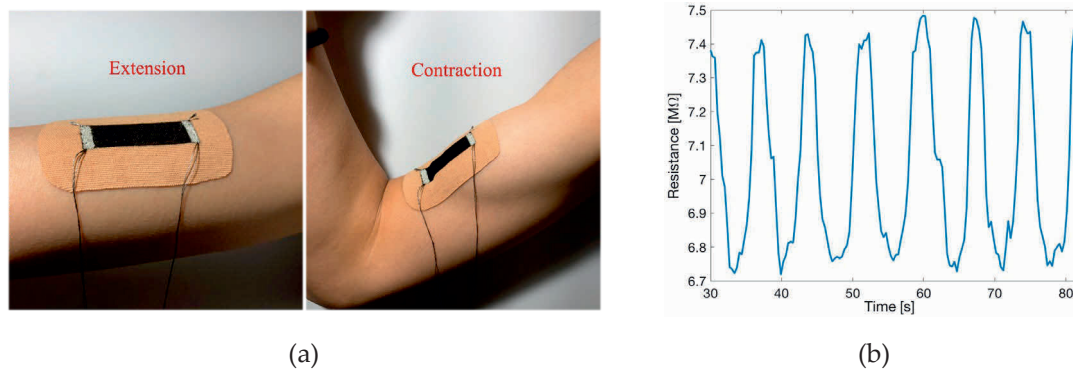 Extension
Contraction
7.5
7.4
7.3
7.2
7.1
7
6.9
6.8
6.7
Resistance [MΩ]
30
40
50
60
70
80
Time [s]
(a)
(b)